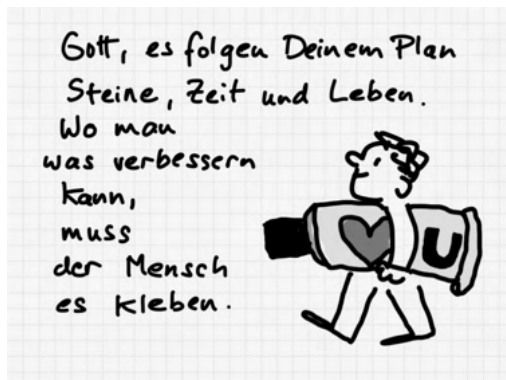 Gott, es folgen Deinem Plan
Steine, Zeit und Leben.
Wo man
was verbessern
kann,
muss
der Mensch
es kleben.
U